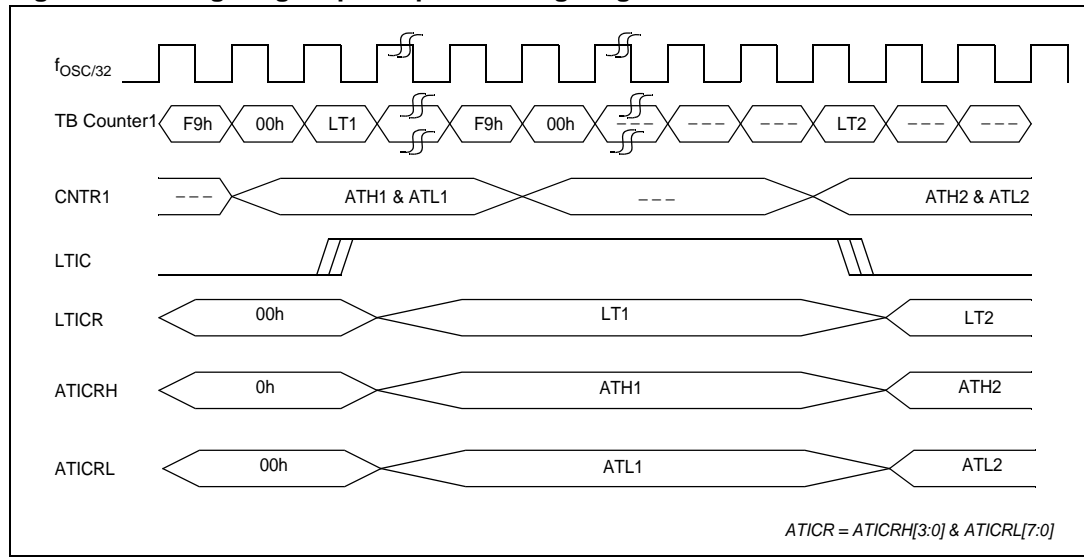 fOSC/32
TB Counter1 F9h 00h LT1 F9h 00h --- --- --- LT2 --- ---
CNTR1 --- ATH1 & ATL1 --- ATH2 & ATL2
LTIC
LTICR 00h LT1 LT2
ATICRH 0h ATH1 ATH2
ATICRL 00h ATL1 ATL2
ATICR = ATICRH[3:0] & ATICRL[7:0]